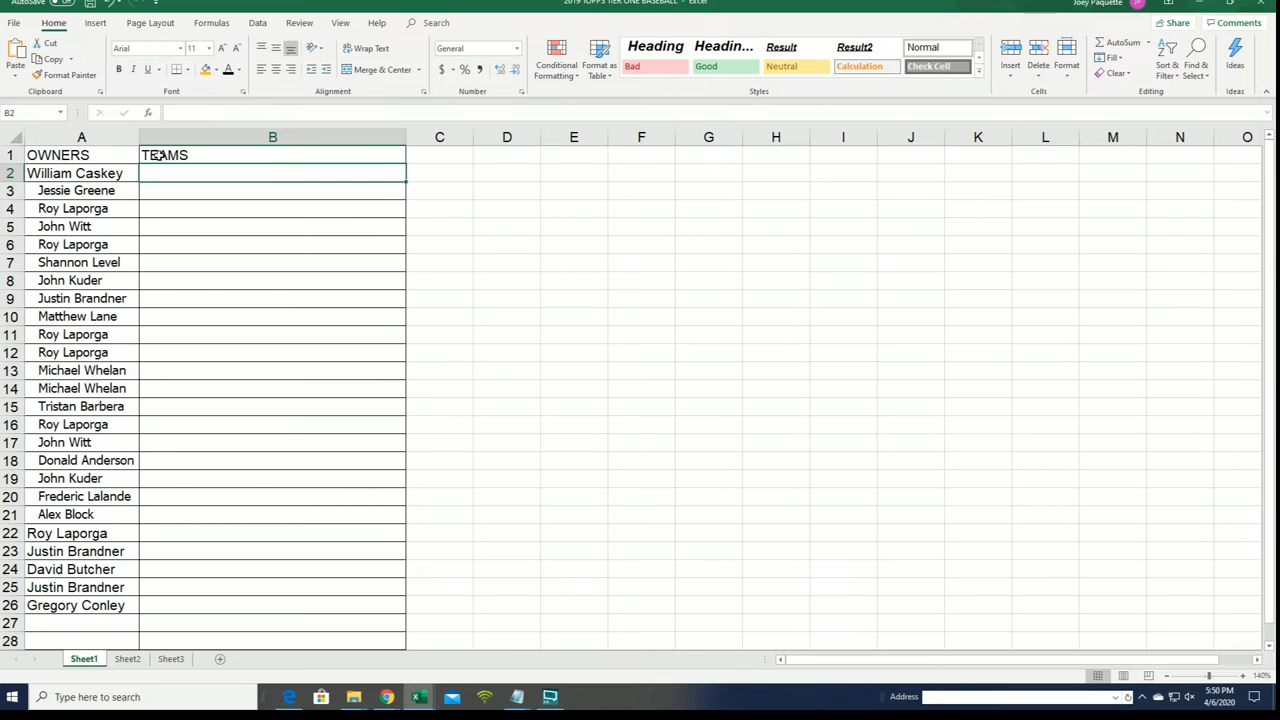 AutoSave
2019 TOPPS TIER ONE BASEBALL - Excel
Joey Paquette
JP
File Home Insert Page Layout Formulas Data Review View Help Search
Share Comments
Paste
Cut
Copy
Format Painter
Clipboard
Arial 11
Font
Wrap Text
Merge & Center
Alignment
General
Number
Conditional Formatting
Format as Table
Heading Headin... Result Result2 Normal
Bad Good Neutral Calculation Check Cell
Styles
Insert Delete Format
Cells
AutoSum
Fill
Clear
Sort & Filter
Find & Select
Editing
Ideas
Ideas
B2
A B C D E F G H I J K L M N O
1 OWNERS TEAMS
2 William Caskey
3 Jessie Greene
4 Roy Laporga
5 John Witt
6 Roy Laporga
7 Shannon Level
8 John Kuder
9 Justin Brandner
10 Matthew Lane
11 Roy Laporga
12 Roy Laporga
13 Michael Whelan
14 Michael Whelan
15 Tristan Barbera
16 Roy Laporga
17 John Witt
18 Donald Anderson
19 John Kuder
20 Frederic Lalande
21 Alex Block
22 Roy Laporga
23 Justin Brandner
24 David Butcher
25 Justin Brandner
26 Gregory Conley
27
28
Sheet1 Sheet2 Sheet3
140%
Type here to search
Address
5:50 PM
4/6/2020